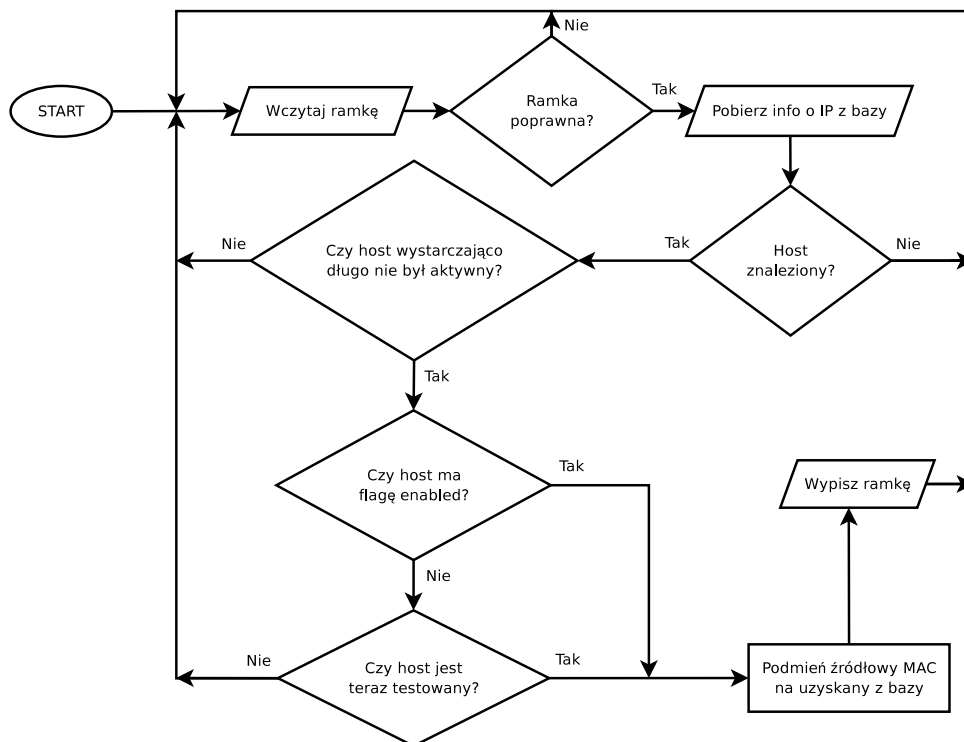 Nie
START
Wczytaj ramkę
Ramka
poprawna?
Tak
Pobierz info o IP z bazy
Nie
Czy host wystarczająco
długo nie był aktywny?
Tak
Host
znaleziony?
Nie
Tak
Czy host ma
flagę enabled?
Tak
Wypisz ramkę
Nie
Nie
Czy host jest
teraz testowany?
Tak
Podmień źródłowy MAC
na uzyskany z bazy